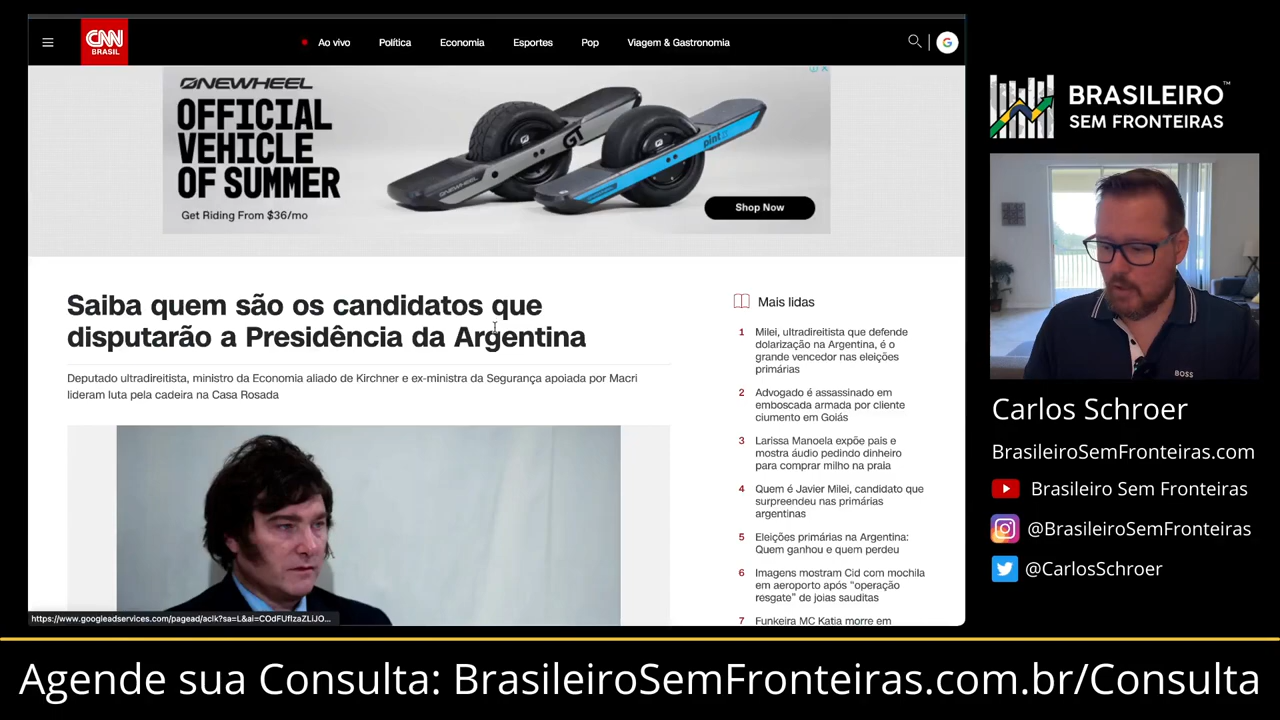 CNN
BRASIL
Ao vivo
Política
Economia
Esportes
Pop
Viagem & Gastronomia
ONEWHEEL
OFFICIAL
VEHICLE
OF SUMMER
Get Riding From $36/mo
GT
pint
Shop Now
Saiba quem são os candidatos que
disputarão a Presidência da Argentina
Deputado ultradireitista, ministro da Economia aliado de Kirchner e ex-ministra da Segurança apoiada por Macri
lideram luta pela cadeira na Casa Rosada
Mais lidas
1 Milei, ultradireitista que defende
dolarização na Argentina, é o
grande vencedor nas eleições
primárias
2 Advogado é assassinado em
emboscada armada por cliente
ciumento em Goiás
3 Larissa Manoela expõe pais e
mostra áudio pedindo dinheiro
para comprar milho na praia
4 Quem é Javier Milei, candidato que
surpreendeu nas primárias
argentinas
5 Eleições primárias na Argentina:
Quem ganhou e quem perdeu
6 Imagens mostram Cid com mochila
em aeroporto após “operação
resgate” de joias sauditas
7 Funkeira MC Katia morre em
BRASILEIRO™
SEM FRONTEIRAS
BOSS
Carlos Schroer
BrasileiroSemFronteiras.com
Brasileiro Sem Fronteiras
@BrasileiroSemFronteiras
@CarlosSchroer
Agende sua Consulta: BrasileiroSemFronteiras.com.br/Consulta